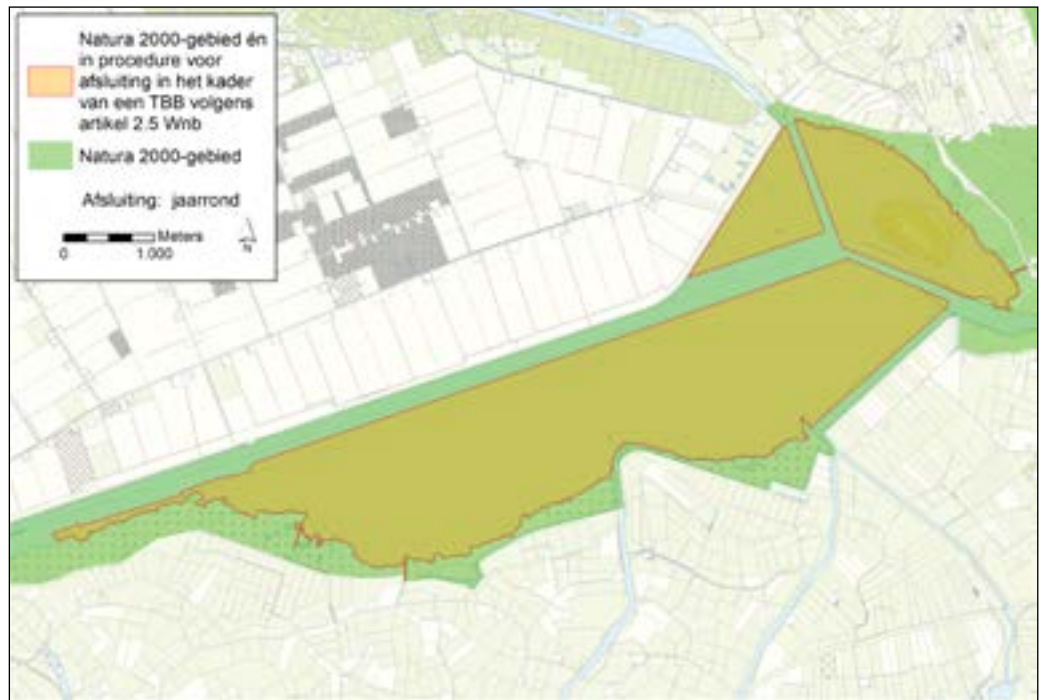 Natura 2000-gebied én
in procedure voor
afsluiting in het kader
van een TBB volgens
artikel 2.5 Wnb
Natura 2000-gebied
Afsluiting: jaarrond
Meters
0 1.000
N